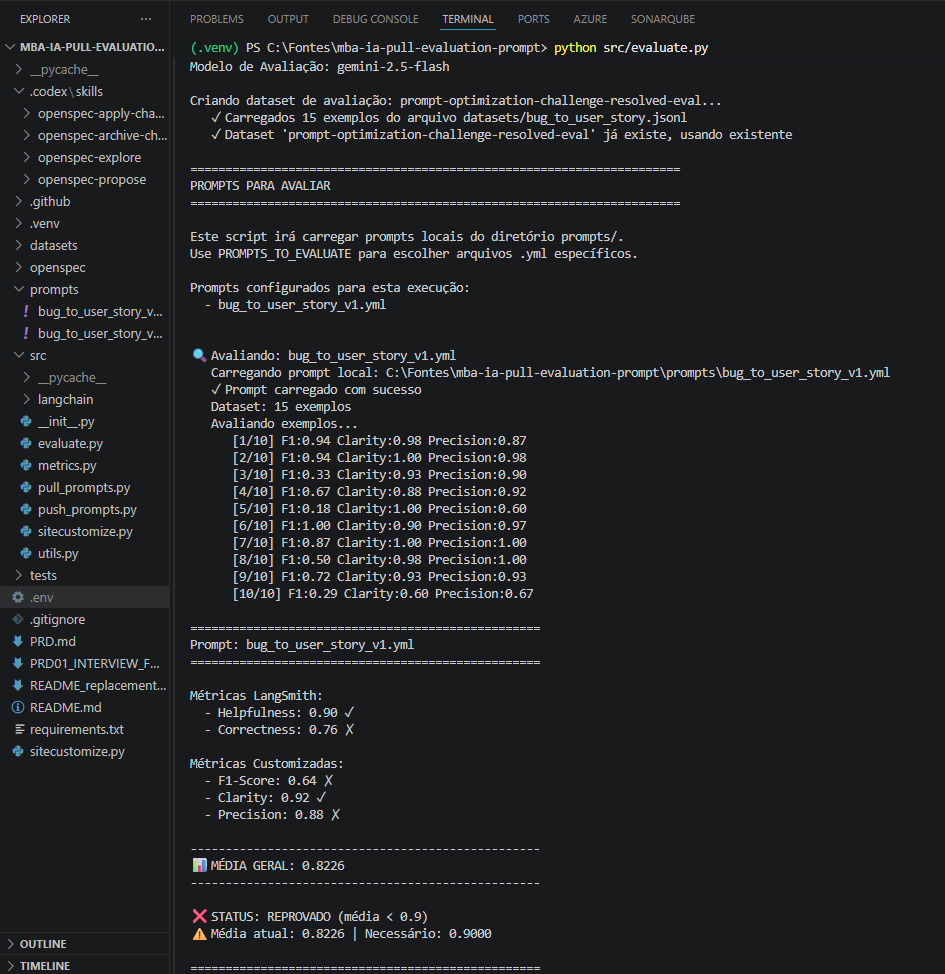 EXPLORER
MBA-IA-PULL-EVALUATIO...
__pycache__
.codex\skills
openspec-apply-cha...
openspec-archive-ch...
openspec-explore
openspec-propose
.github
.venv
datasets
openspec
prompts
bug_to_user_story_v...
bug_to_user_story_v...
src
__pycache__
langchain
__init__.py
evaluate.py
metrics.py
pull_prompts.py
push_prompts.py
sitecustomize.py
utils.py
tests
.env
.gitignore
PRD.md
PRD01_INTERVIEW_F...
README_replacement...
README.md
requirements.txt
sitecustomize.py
OUTLINE
TIMELINE
PROBLEMS OUTPUT DEBUG CONSOLE TERMINAL PORTS AZURE SONARQUBE
(.venv) PS C:\Fontes\mba-ia-pull-evaluation-prompt> python src/evaluate.py
Modelo de Avaliação: gemini-2.5-flash
Criando dataset de avaliação: prompt-optimization-challenge-resolved-eval...
✓ Carregados 15 exemplos do arquivo datasets/bug_to_user_story.jsonl
✓ Dataset 'prompt-optimization-challenge-resolved-eval' já existe, usando existente
======================================================================
PROMPTS PARA AVALIAR
======================================================================
Este script irá carregar prompts locais do diretório prompts/.
Use PROMPTS_TO_EVALUATE para escolher arquivos .yml específicos.
Prompts configurados para esta execução:
- bug_to_user_story_v1.yml
🔍 Avaliando: bug_to_user_story_v1.yml
Carregando prompt local: C:\Fontes\mba-ia-pull-evaluation-prompt\prompts\bug_to_user_story_v1.yml
✓ Prompt carregado com sucesso
Dataset: 15 exemplos
Avaliando exemplos...
[1/10] F1:0.94 Clarity:0.98 Precision:0.87
[2/10] F1:0.94 Clarity:1.00 Precision:0.98
[3/10] F1:0.33 Clarity:0.93 Precision:0.90
[4/10] F1:0.67 Clarity:0.88 Precision:0.92
[5/10] F1:0.18 Clarity:1.00 Precision:0.60
[6/10] F1:1.00 Clarity:0.90 Precision:0.97
[7/10] F1:0.87 Clarity:1.00 Precision:1.00
[8/10] F1:0.50 Clarity:0.98 Precision:1.00
[9/10] F1:0.72 Clarity:0.93 Precision:0.93
[10/10] F1:0.29 Clarity:0.60 Precision:0.67
==================================================
Prompt: bug_to_user_story_v1.yml
==================================================
Métricas LangSmith:
- Helpfulness: 0.90 ✓
- Correctness: 0.76 ✗
Métricas Customizadas:
- F1-Score: 0.64 ✗
- Clarity: 0.92 ✓
- Precision: 0.88 ✗
--------------------------------------------------
📊 MÉDIA GERAL: 0.8226
--------------------------------------------------
❌ STATUS: REPROVADO (média < 0.9)
⚠️ Média atual: 0.8226 | Necessário: 0.9000
==================================================